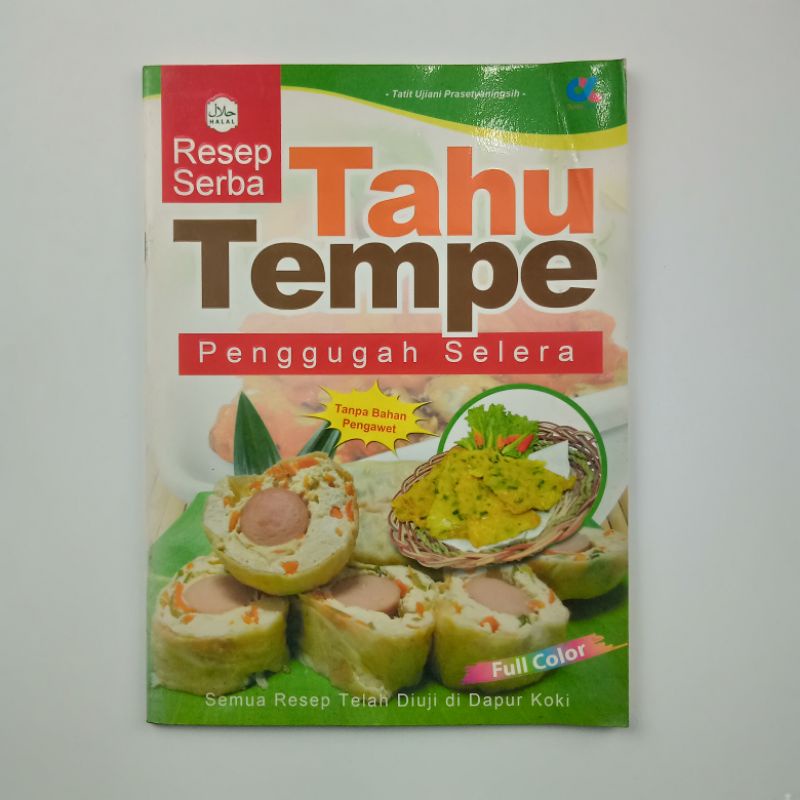 - Tatit Ujiani Prasetyaningsih -
حلال
HALAL
Resep
Serba
Tahu
Tempe
Penggugah Selera
Tanpa Bahan
Pengawet
Full Color
Semua Resep Telah Diuji di Dapur Koki